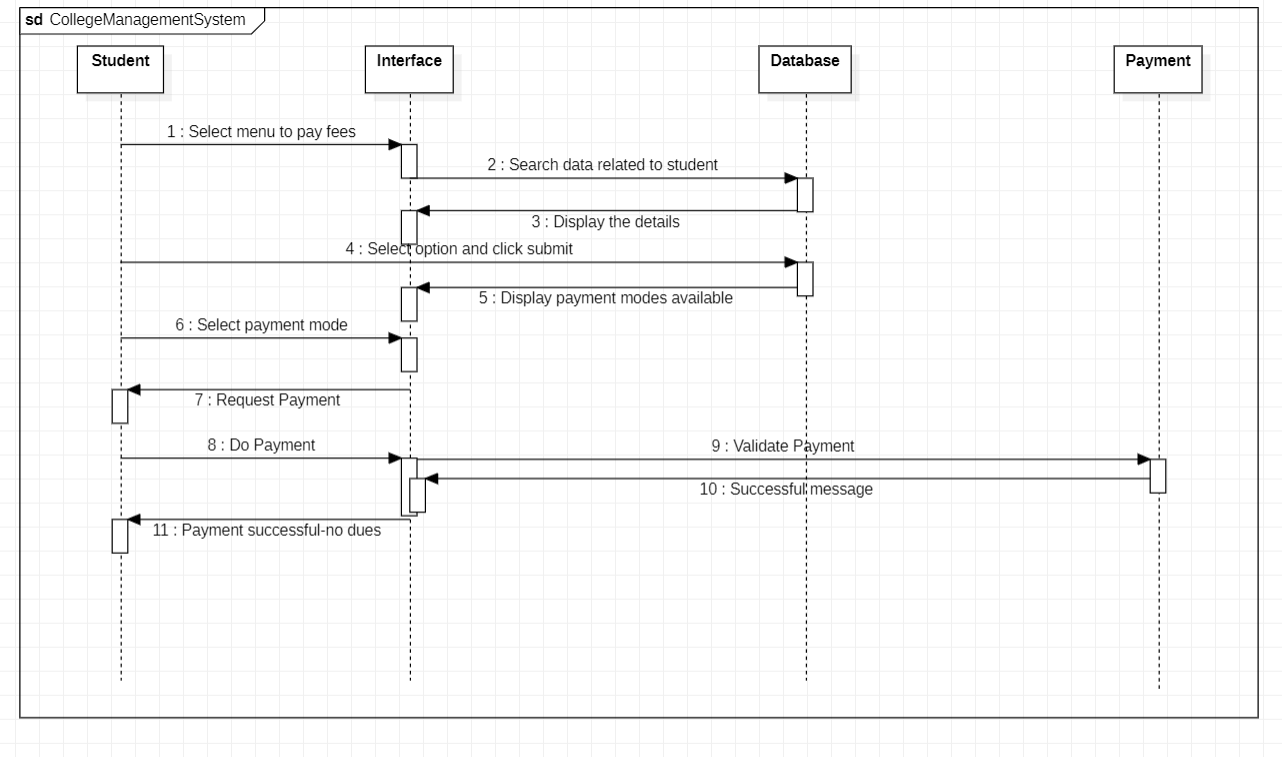 sd CollegeManagementSystem
Student
Interface
Database
Payment
1 : Select menu to pay fees
2 : Search data related to student
3 : Display the details
4 : Select option and click submit
5 : Display payment modes available
6 : Select payment mode
7 : Request Payment
8 : Do Payment
9 : Validate Payment
10 : Successful message
11 : Payment successful-no dues